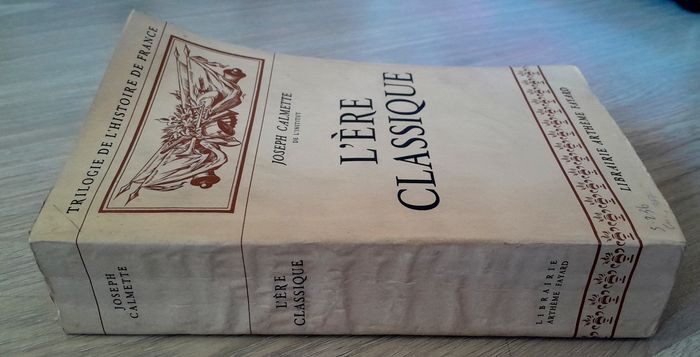 TRILOGIE DE L'HISTOIRE DE FRANCE
JOSEPH CALMETTE
DE L'INSTITUT
L'ÈRE
CLASSIQUE
LIBRAIRIE ARTHÈME FAYARD
JOSEPH
CALMETTE
L'ÈRE
CLASSIQUE
LIBRAIRIE
ARTHÈME FAYARD